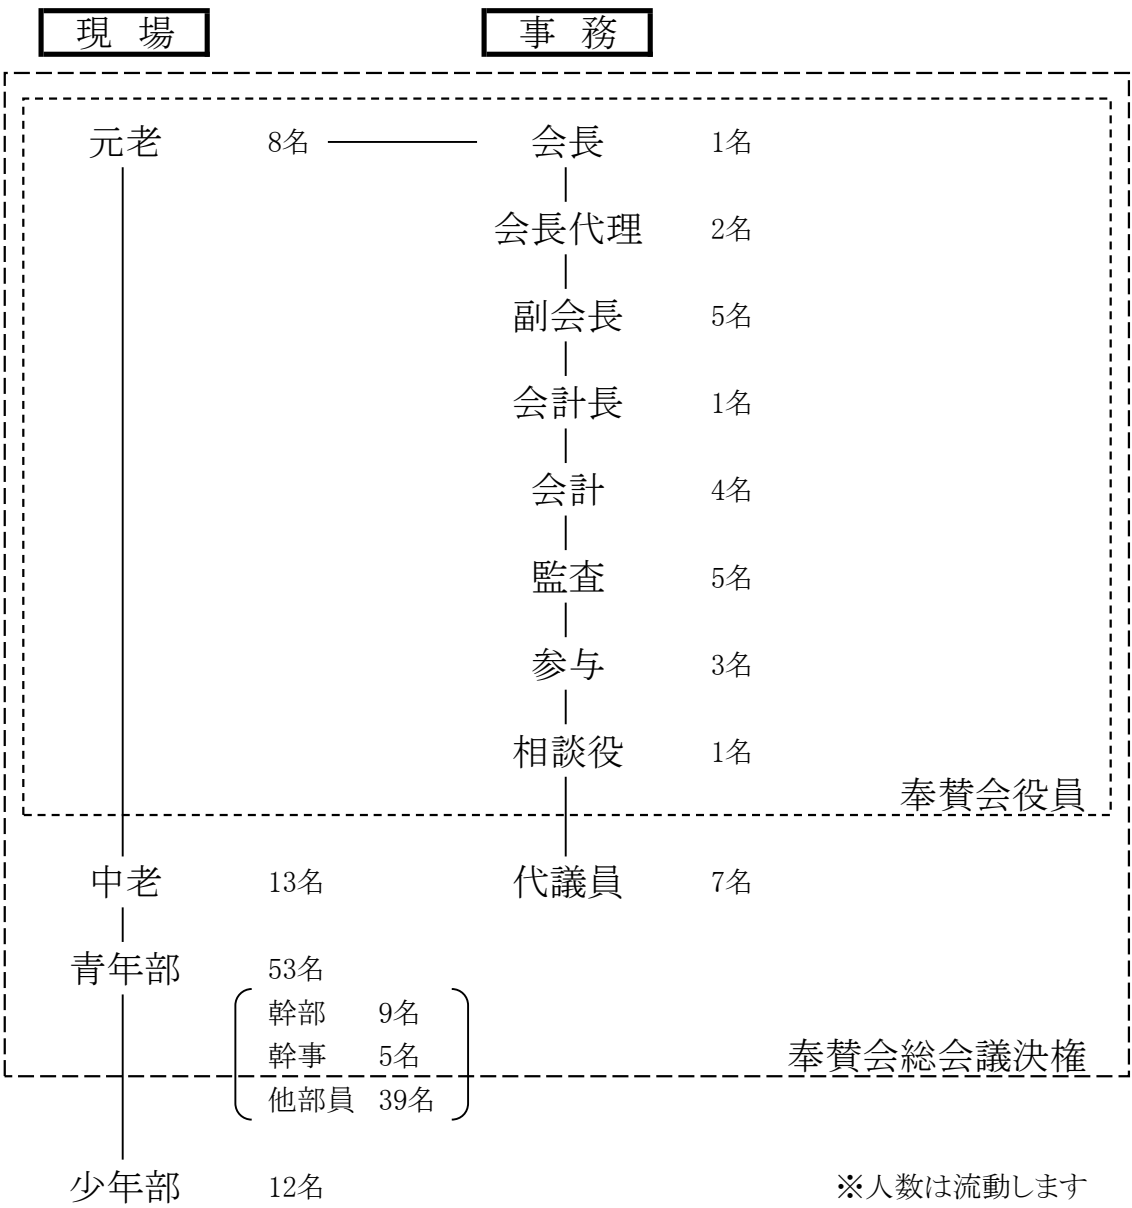 現 場 事 務
元老 8名 会長 1名
会長代理 2名
副会長 5名
会計長 1名
会計 4名
監査 5名
参与 3名
相談役 1名
奉賛会役員
中老 13名 代議員 7名
青年部 53名
幹部 9名
幹事 5名
奉賛会総会議決権
他部員 39名
少年部 12名 ※人数は流動します